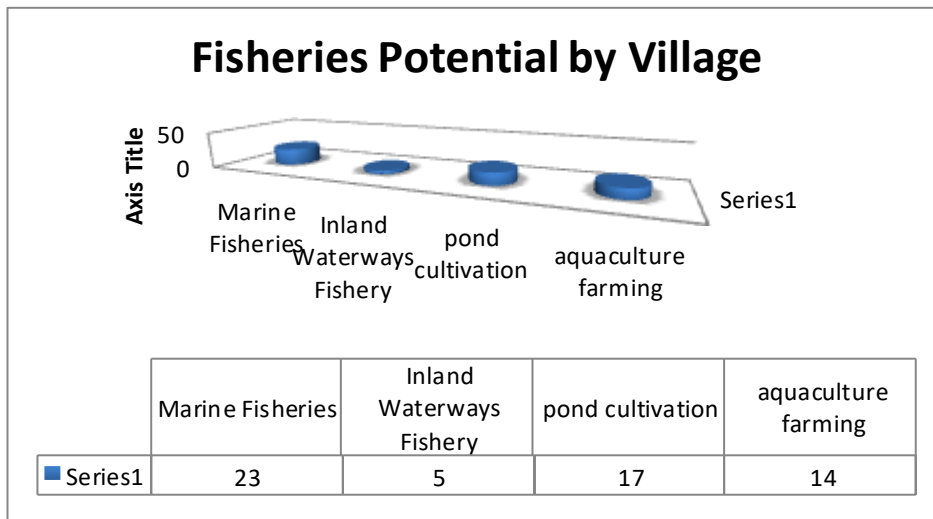 Fisheries Potential by Village
Axis Title
50
0
Marine
Fisheries
Inland
Waterways
Fishery
pond
cultivation
aquaculture
farming
Series1
Marine Fisheries
Inland
Waterways
Fishery
pond cultivation
aquaculture
farming
Series1 23 5 17 14